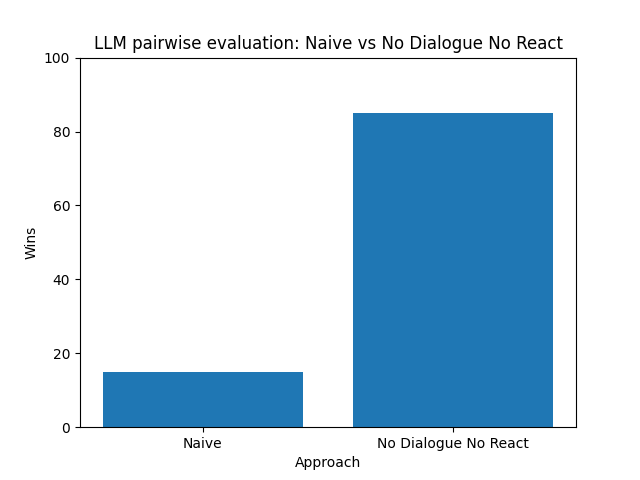 LLM pairwise evaluation: Naive vs No Dialogue No React
100
80
60
40
20
0
Wins
Naive
No Dialogue No React
Approach